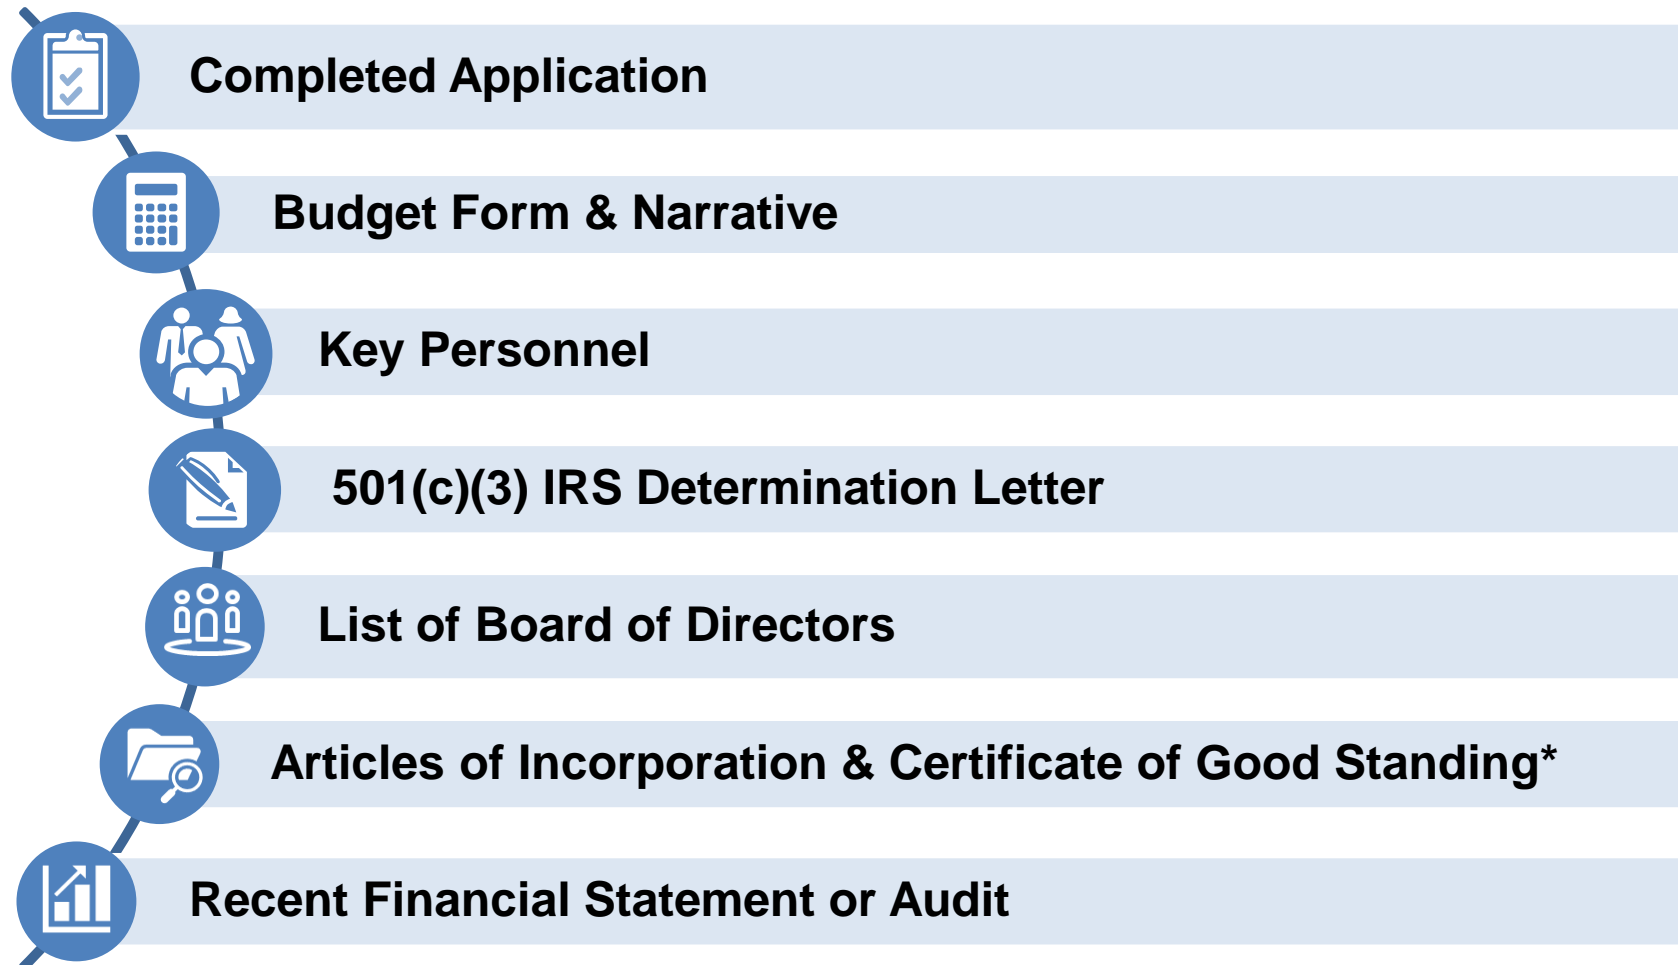 Completed Application
Budget Form & Narrative
Key Personnel
501(c)(3) IRS Determination Letter
List of Board of Directors
Articles of Incorporation & Certificate of Good Standing*
Recent Financial Statement or Audit